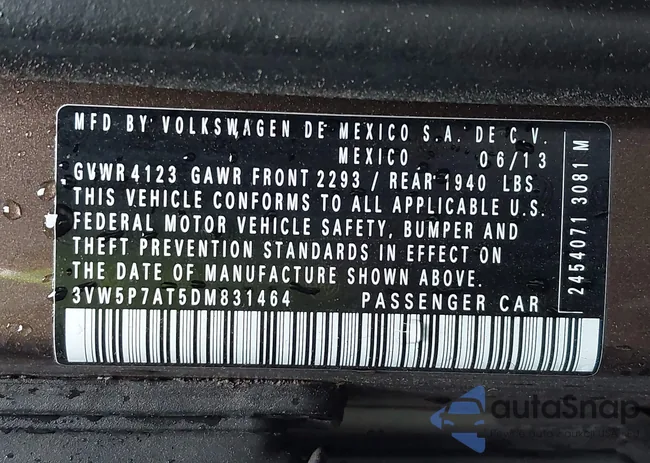 MFD BY VOLKSWAGEN DE MEXICO S.A. DE C.V.
MEXICO 06/13
GVWR 4123 GAWR FRONT 2293 / REAR 1940 LBS
THIS VEHICLE CONFORMS TO ALL APPLICABLE U.S.
FEDERAL MOTOR VEHICLE SAFETY, BUMPER AND
THEFT PREVENTION STANDARDS IN EFFECT ON
THE DATE OF MANUFACTURE SHOWN ABOVE.
3VW5P7AT5DM831464 PASSENGER CAR
2454071 3081 M
autoSnap